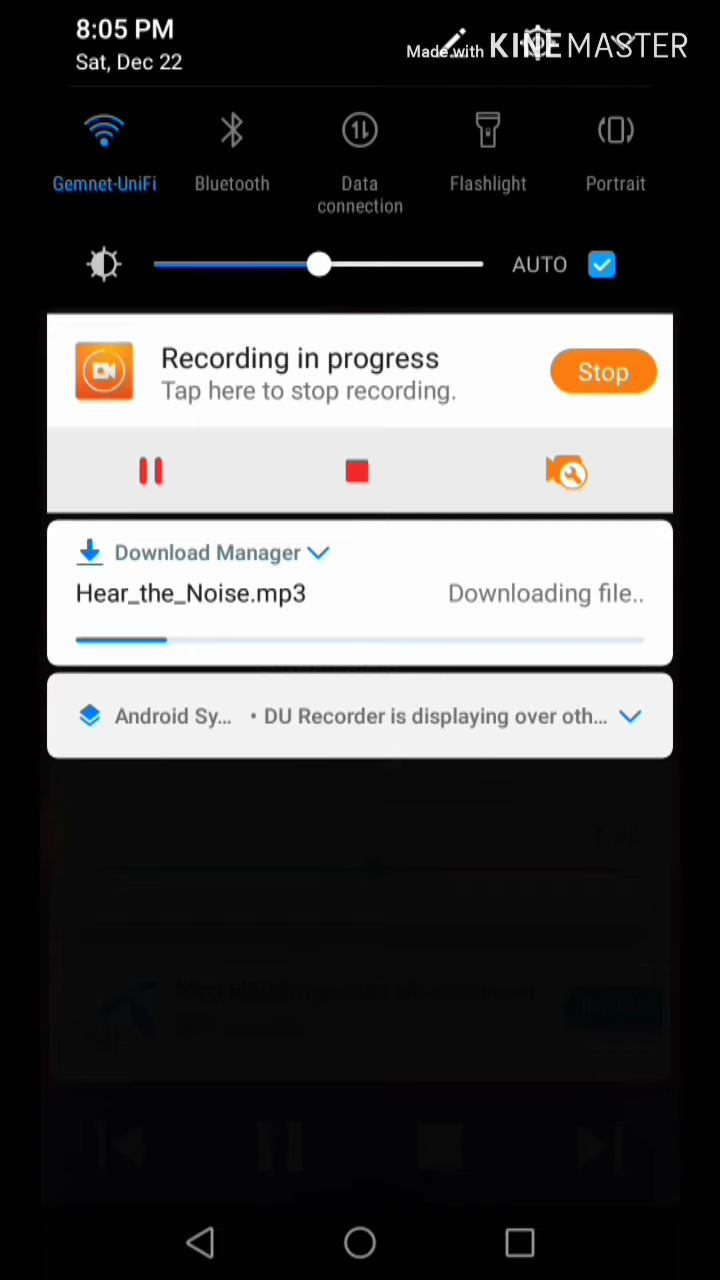 8:05 PM
Made with KINEMASTER
Sat, Dec 22
Gemnet-UniFi
Bluetooth
Data
connection
Flashlight
Portrait
AUTO
Recording in progress
Tap here to stop recording.
Stop
Download Manager
Hear_the_Noise.mp3
Downloading file..
Android Sy... • DU Recorder is displaying over oth...